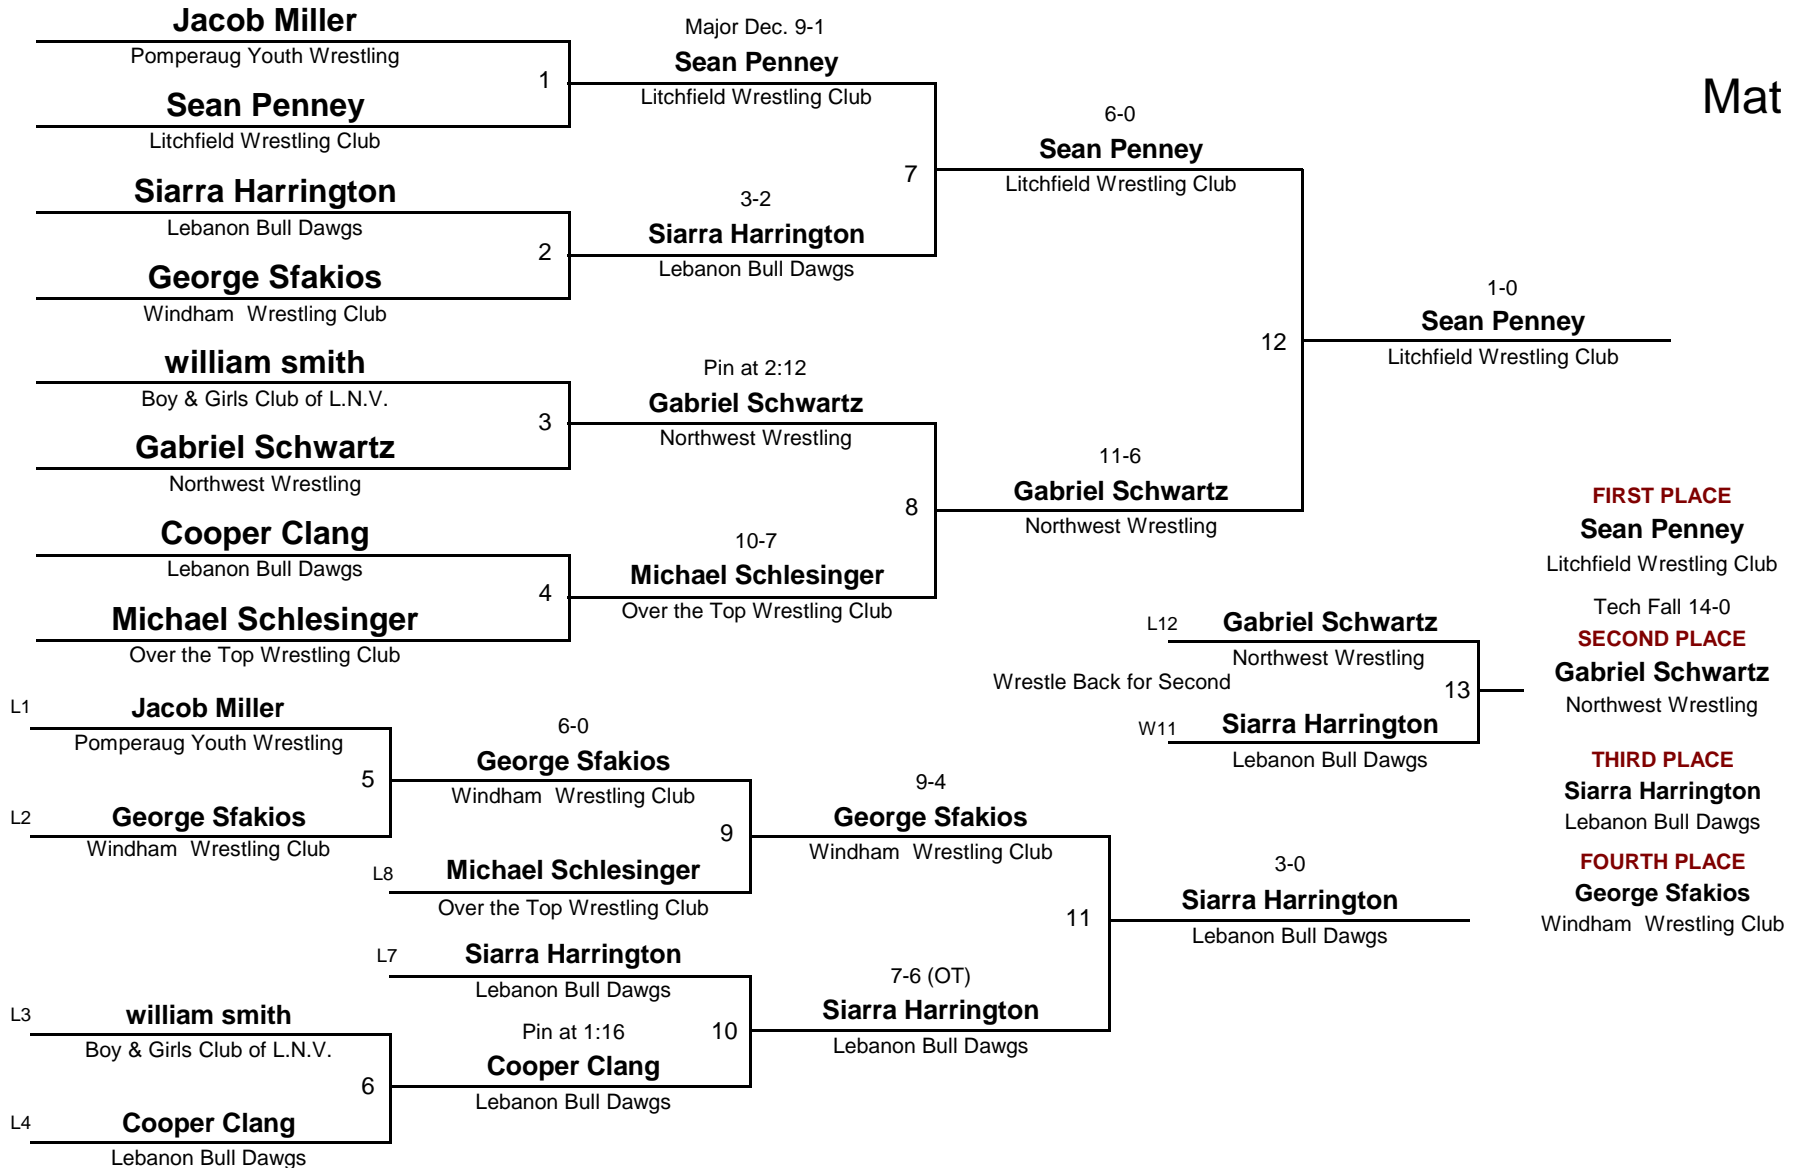 Jacob Miller
Pomperaug Youth Wrestling
1
Sean Penney
Litchfield Wrestling Club
Siarra Harrington
Lebanon Bull Dawgs
2
George Sfakios
Windham  Wrestling Club
william smith
Boy & Girls Club of L.N.V.
3
Gabriel Schwartz
Northwest Wrestling
Cooper Clang
Lebanon Bull Dawgs
4
Michael Schlesinger
Over the Top Wrestling Club
Major Dec. 9-1
Sean Penney
Litchfield Wrestling Club
7
3-2
Siarra Harrington
Lebanon Bull Dawgs
Pin at 2:12
Gabriel Schwartz
Northwest Wrestling
8
10-7
Michael Schlesinger
Over the Top Wrestling Club
6-0
Sean Penney
Litchfield Wrestling Club
12
11-6
Gabriel Schwartz
Northwest Wrestling
1-0
Sean Penney
Litchfield Wrestling Club
Mat
L1
Jacob Miller
Pomperaug Youth Wrestling
5
L2
George Sfakios
Windham  Wrestling Club
L3
william smith
Boy & Girls Club of L.N.V.
6
L4
Cooper Clang
Lebanon Bull Dawgs
6-0
George Sfakios
Windham  Wrestling Club
9
L8
Michael Schlesinger
Over the Top Wrestling Club
L7
Siarra Harrington
Lebanon Bull Dawgs
10
Pin at 1:16
Cooper Clang
Lebanon Bull Dawgs
9-4
George Sfakios
Windham  Wrestling Club
11
7-6 (OT)
Siarra Harrington
Lebanon Bull Dawgs
3-0
Siarra Harrington
Lebanon Bull Dawgs
L12
Gabriel Schwartz
Northwest Wrestling
Wrestle Back for Second
13
W11
Siarra Harrington
Lebanon Bull Dawgs
FIRST PLACE
Sean Penney
Litchfield Wrestling Club
Tech Fall 14-0
SECOND PLACE
Gabriel Schwartz
Northwest Wrestling
THIRD PLACE
Siarra Harrington
Lebanon Bull Dawgs
FOURTH PLACE
George Sfakios
Windham  Wrestling Club